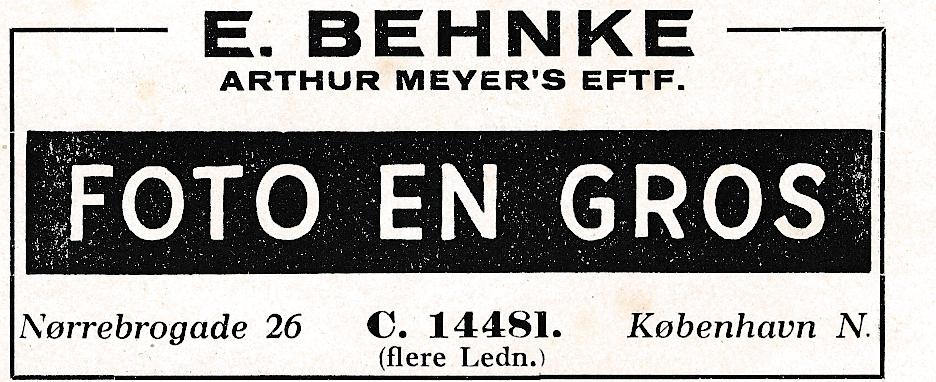 E. BEHNKE
ARTHUR MEYER'S EFTF.
FOTO EN GROS
Nørrebrogade 26 C. 14481. København N.
(flere Ledn.)